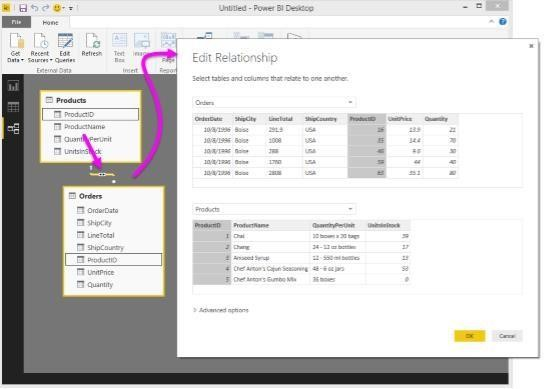 Untitled - Power BI Desktop
File Home
Get Data Recent Sources Edit Queries Refresh Text Box Image Page
External Data Insert Report
Products
ProductID
ProductName
QuantityPerUnit
UnitsInStock
1
*
Orders
OrderDate
ShipCity
LineTotal
ShipCountry
ProductID
UnitPrice
Quantity
Edit Relationship
Select tables and columns that relate to one another.
Orders
OrderDate ShipCity LineTotal ShipCountry ProductID UnitPrice Quantity
10/8/1996 Boise 291.9 USA 16 13.9 21
10/8/1996 Boise 1008 USA 35 14.4 70
10/8/1996 Boise 288 USA 46 9.6 30
10/8/1996 Boise 1760 USA 59 44 40
10/8/1996 Boise 2808 USA 63 35.1 80
Products
ProductID ProductName QuantityPerUnit UnitsInStock
1 Chai 10 boxes x 20 bags 39
2 Chang 24 - 12 oz bottles 17
3 Aniseed Syrup 12 - 550 ml bottles 13
4 Chef Anton's Cajun Seasoning 48 - 6 oz jars 53
5 Chef Anton's Gumbo Mix 36 boxes 0
Advanced options
OK Cancel